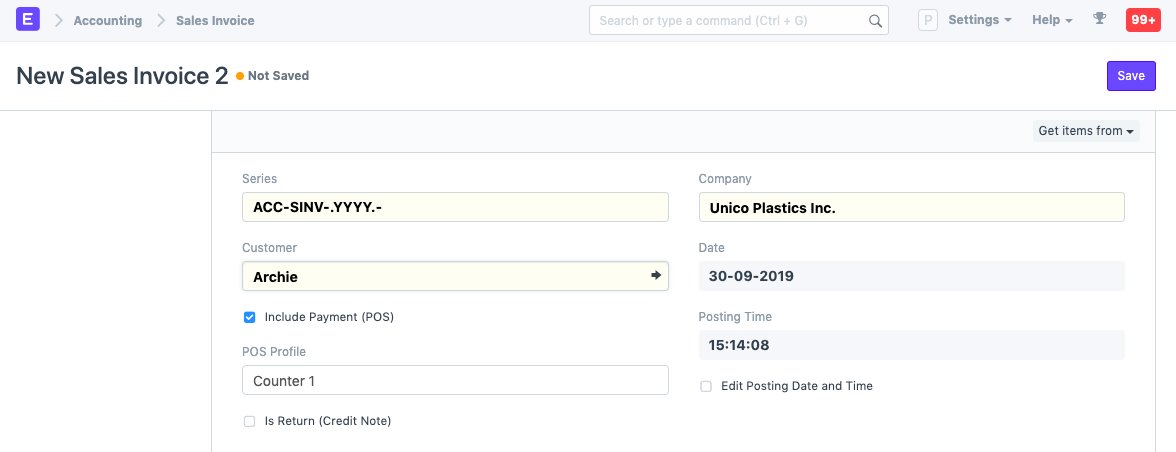 E Accounting Sales Invoice Search or type a command (Ctrl + G) P Settings Help 99+
New Sales Invoice 2 Not Saved Save
Get items from
Series Company
ACC-SINV-.YYYY.- Unico Plastics Inc.
Customer Date
Archie 30-09-2019
Include Payment (POS) Posting Time
15:14:08
POS Profile
Counter 1 Edit Posting Date and Time
Is Return (Credit Note)